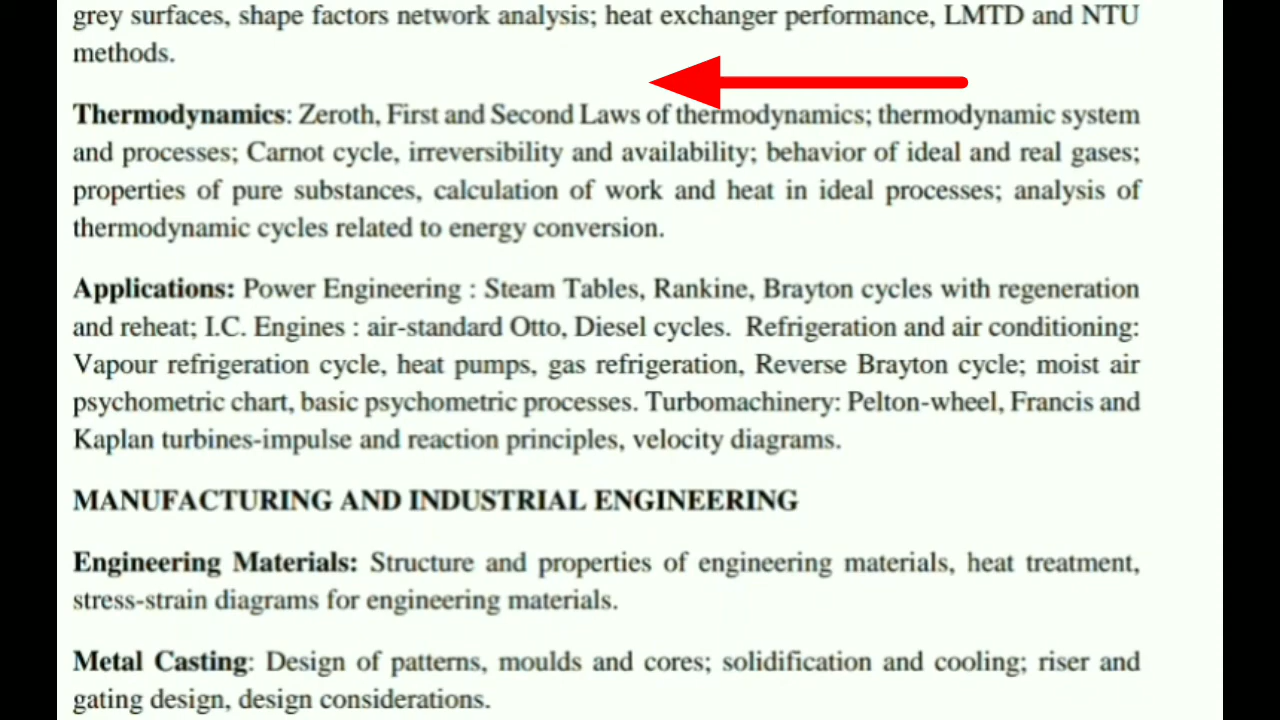 grey surfaces, shape factors network analysis; heat exchanger performance, LMTD and NTU
methods.
Thermodynamics: Zeroth, First and Second Laws of thermodynamics; thermodynamic system
and processes; Carnot cycle, irreversibility and availability; behavior of ideal and real gases;
properties of pure substances, calculation of work and heat in ideal processes; analysis of
thermodynamic cycles related to energy conversion.
Applications: Power Engineering : Steam Tables, Rankine, Brayton cycles with regeneration
and reheat; I.C. Engines : air-standard Otto, Diesel cycles. Refrigeration and air conditioning:
Vapour refrigeration cycle, heat pumps, gas refrigeration, Reverse Brayton cycle; moist air
psychometric chart, basic psychometric processes. Turbomachinery: Pelton-wheel, Francis and
Kaplan turbines-impulse and reaction principles, velocity diagrams.
MANUFACTURING AND INDUSTRIAL ENGINEERING
Engineering Materials: Structure and properties of engineering materials, heat treatment,
stress-strain diagrams for engineering materials.
Metal Casting: Design of patterns, moulds and cores; solidification and cooling; riser and
gating design, design considerations.